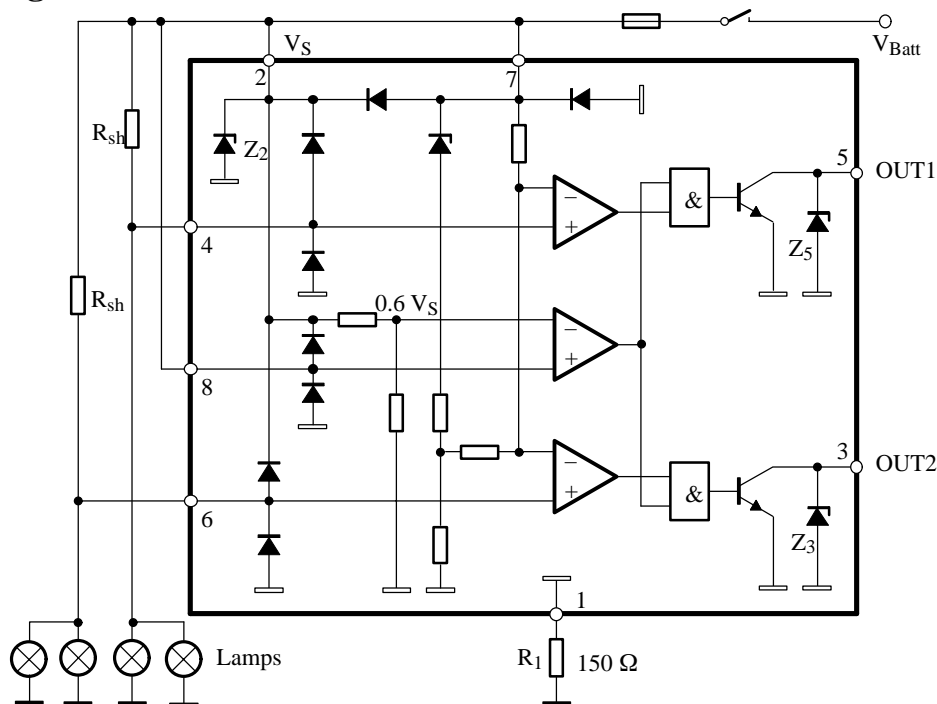 V_Batt
V_S
2
7
R_sh
Z_2
5
OUT1
&
−
+
4
Z_5
R_sh
0.6 V_S
−
+
8
3
OUT2
−
+
&
6
Z_3
1
Lamps
R_1
150 Ω